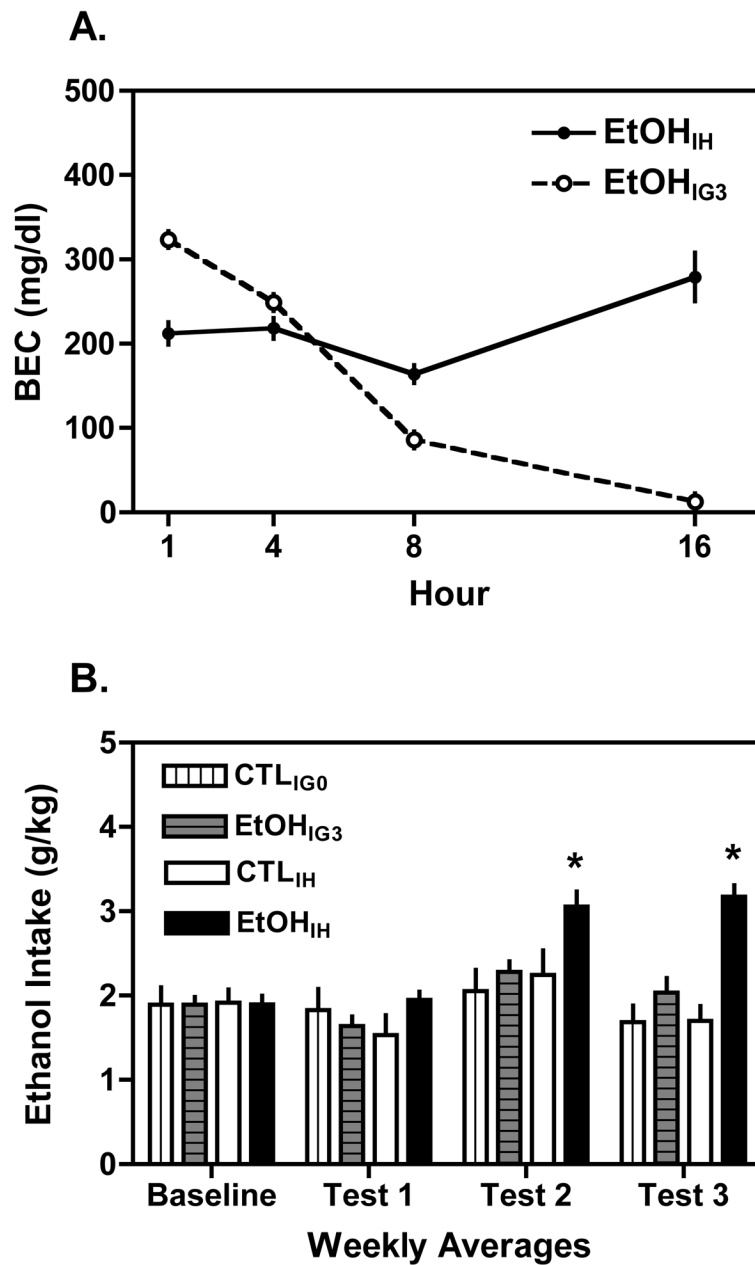 A.
500
400
300
200
100
0
BEC (mg/dl)
EtOH_IH
EtOH_IG3
1 4 8 16
Hour
B.
5
4
3
2
1
0
Ethanol Intake (g/kg)
CTL_IG0
EtOH_IG3
CTL_IH
EtOH_IH
* *
Baseline Test 1 Test 2 Test 3
Weekly Averages